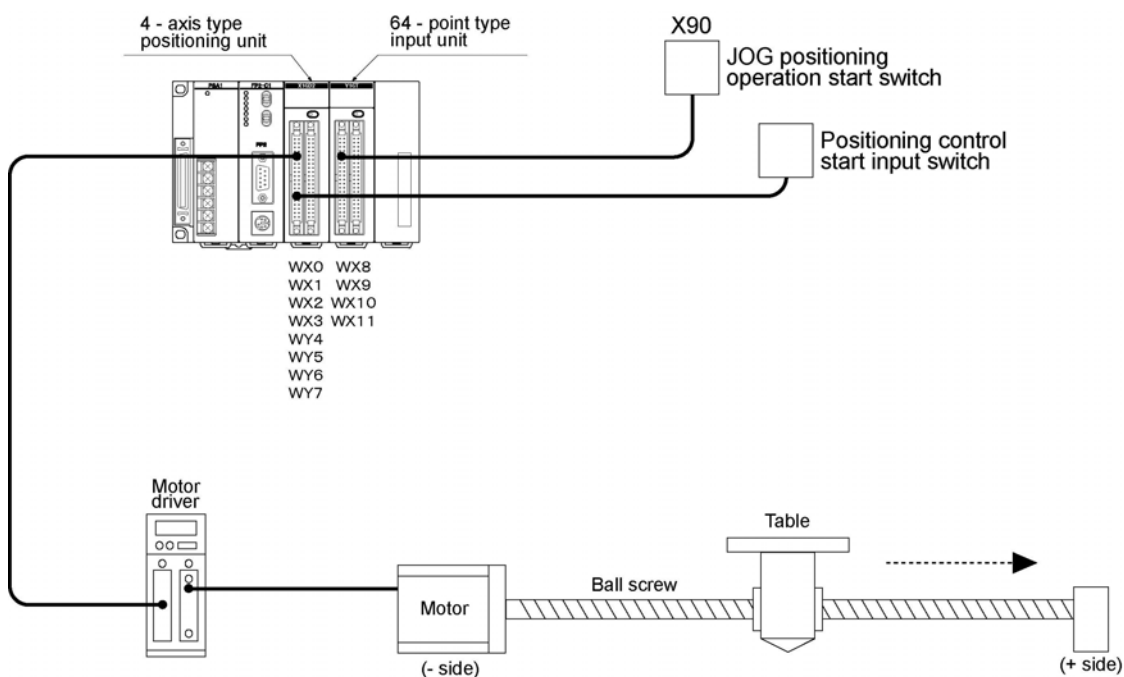 4 - axis type
positioning unit
64 - point type
input unit
X90
JOG positioning
operation start switch
Positioning control
start input switch
WX0 WX8
WX1 WX9
WX2 WX10
WX3 WX11
WY4
WY5
WY6
WY7
Motor
driver
Table
Ball screw
Motor
(- side)
(+ side)